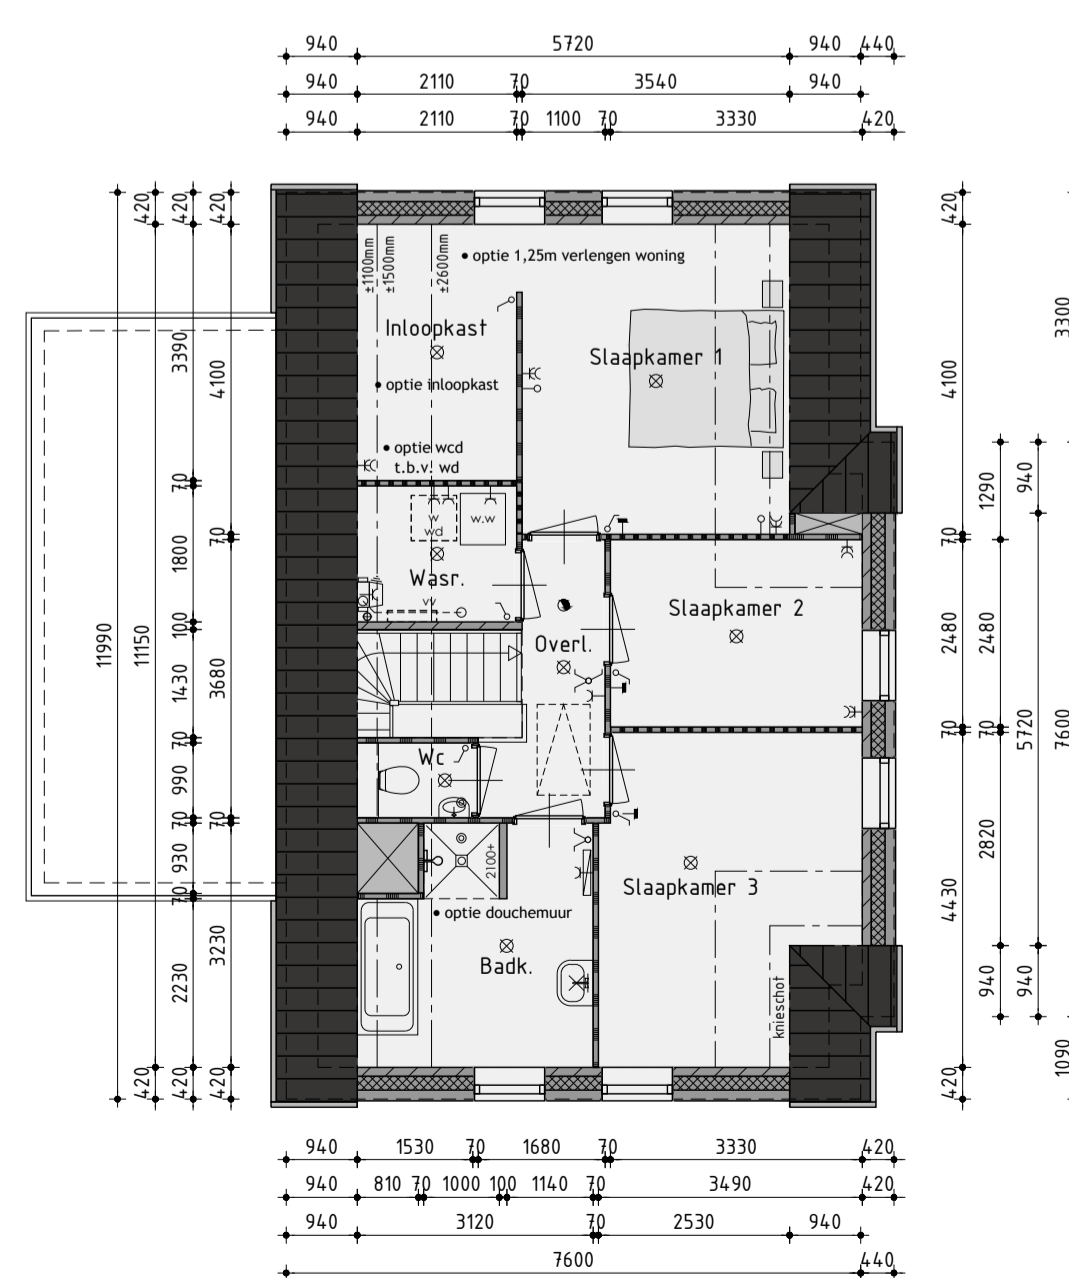 940 5720 940 440
940 2110 70 3540 940
940 2110 70 1100 70 3330 420
420 420 420 420
±1100mm
±1500mm
±2600mm
• optie 1,25m verlengen woning
3300
Inloopkast
Slaapkamer 1
3390
4100
4100
• optie inloopkast
• optie wcd
t.b.v. wd
1290
940
70
70
70
70
w
wd
w.w
1800
Wasr.
vv
Slaapkamer 2
100
Overl.
11990
11150
1430
3680
2480
2480
5720
7600
70
70
70
Wc
990
70
70
2820
930
2100+
Slaapkamer 3
4430
70
• optie douchemuur
3230
2230
Badk.
knieschot
940
940
1090
420 420 420 420
940 1530 70 1680 70 3330 420
940 810 70 1000 100 1140 70 3490 420
940 3120 70 2530 940
7600 440